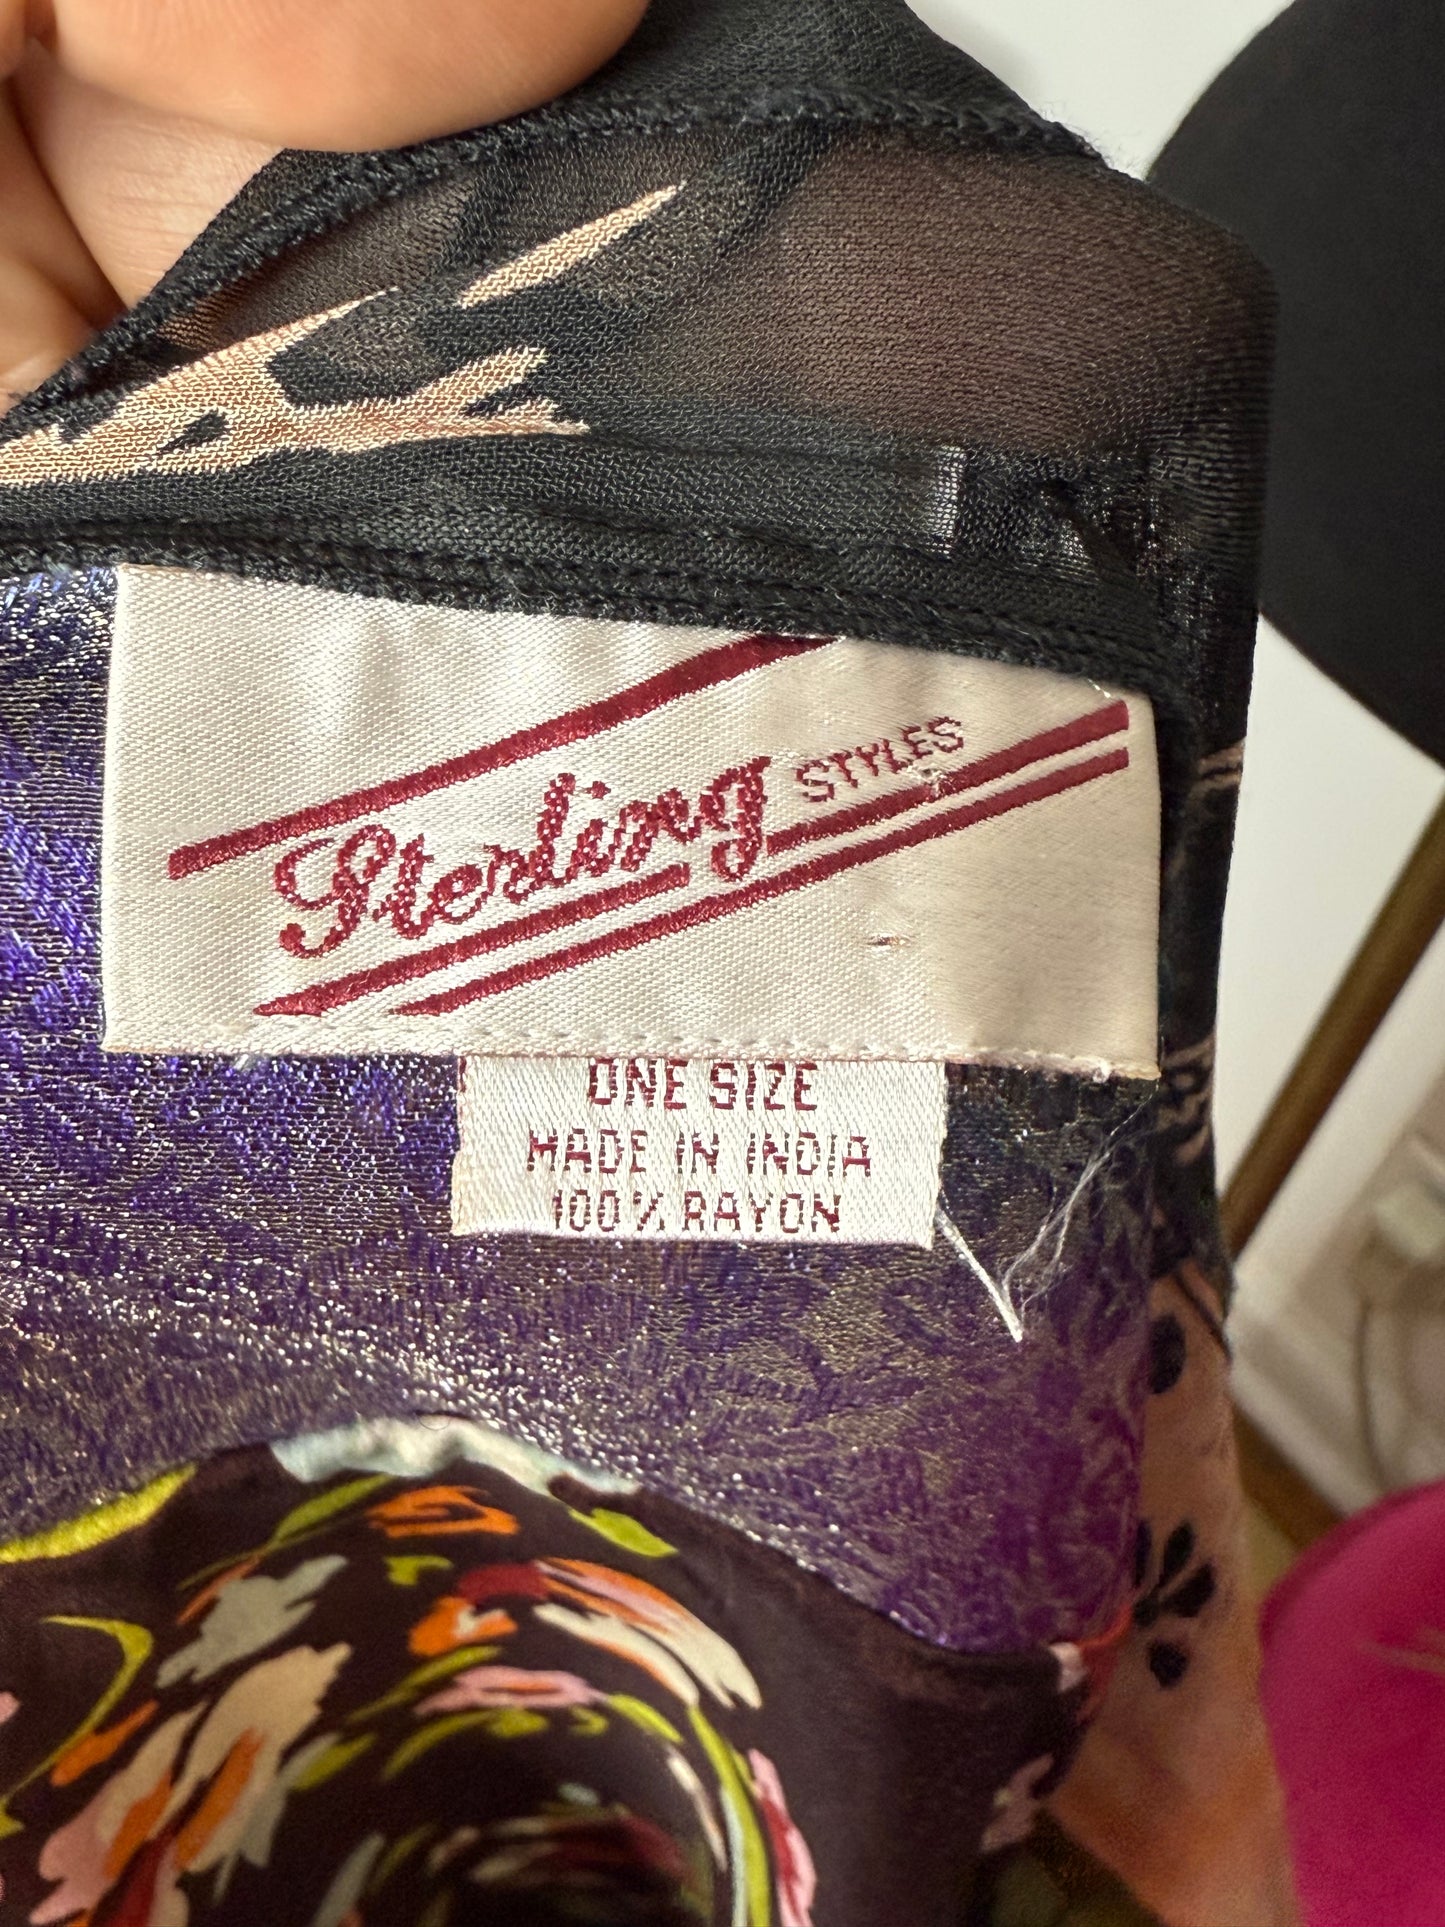 Sterling STYLES
ONE SIZE
MADE IN INDIA
100% RAYON